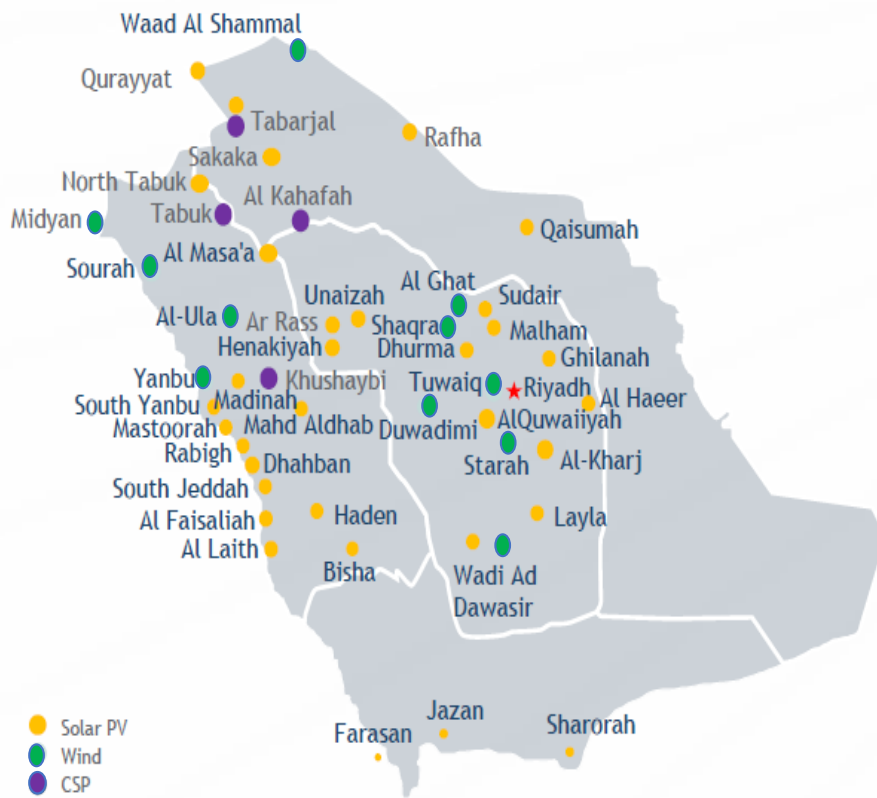 Waad Al Shammal
Qurayyat
Tabarjal
Rafha
Sakaka
North Tabuk
Al Kahafah
Tabuk
Midyan
Qaisumah
Al Masa'a
Sourah
Al Ghat
Unaizah
Sudair
Al-Ula
Ar Rass
Shaqra
Malham
Henakiyah
Dhurma
Ghilanah
Yanbu
Khushaybi
Tuwaiq
Riyadh
Al Haeer
South Yanbu
Madinah
Mastoorah
Mahd Aldhab
Duwadimi
AlQuwaiiyah
Rabigh
Dhahban
Starah
Al-Kharj
South Jeddah
Al Faisaliah
Haden
Layla
Al Laith
Bisha
Wadi Ad
Dawasir
Jazan
Farasan
Sharorah
Solar PV
Wind
CSP